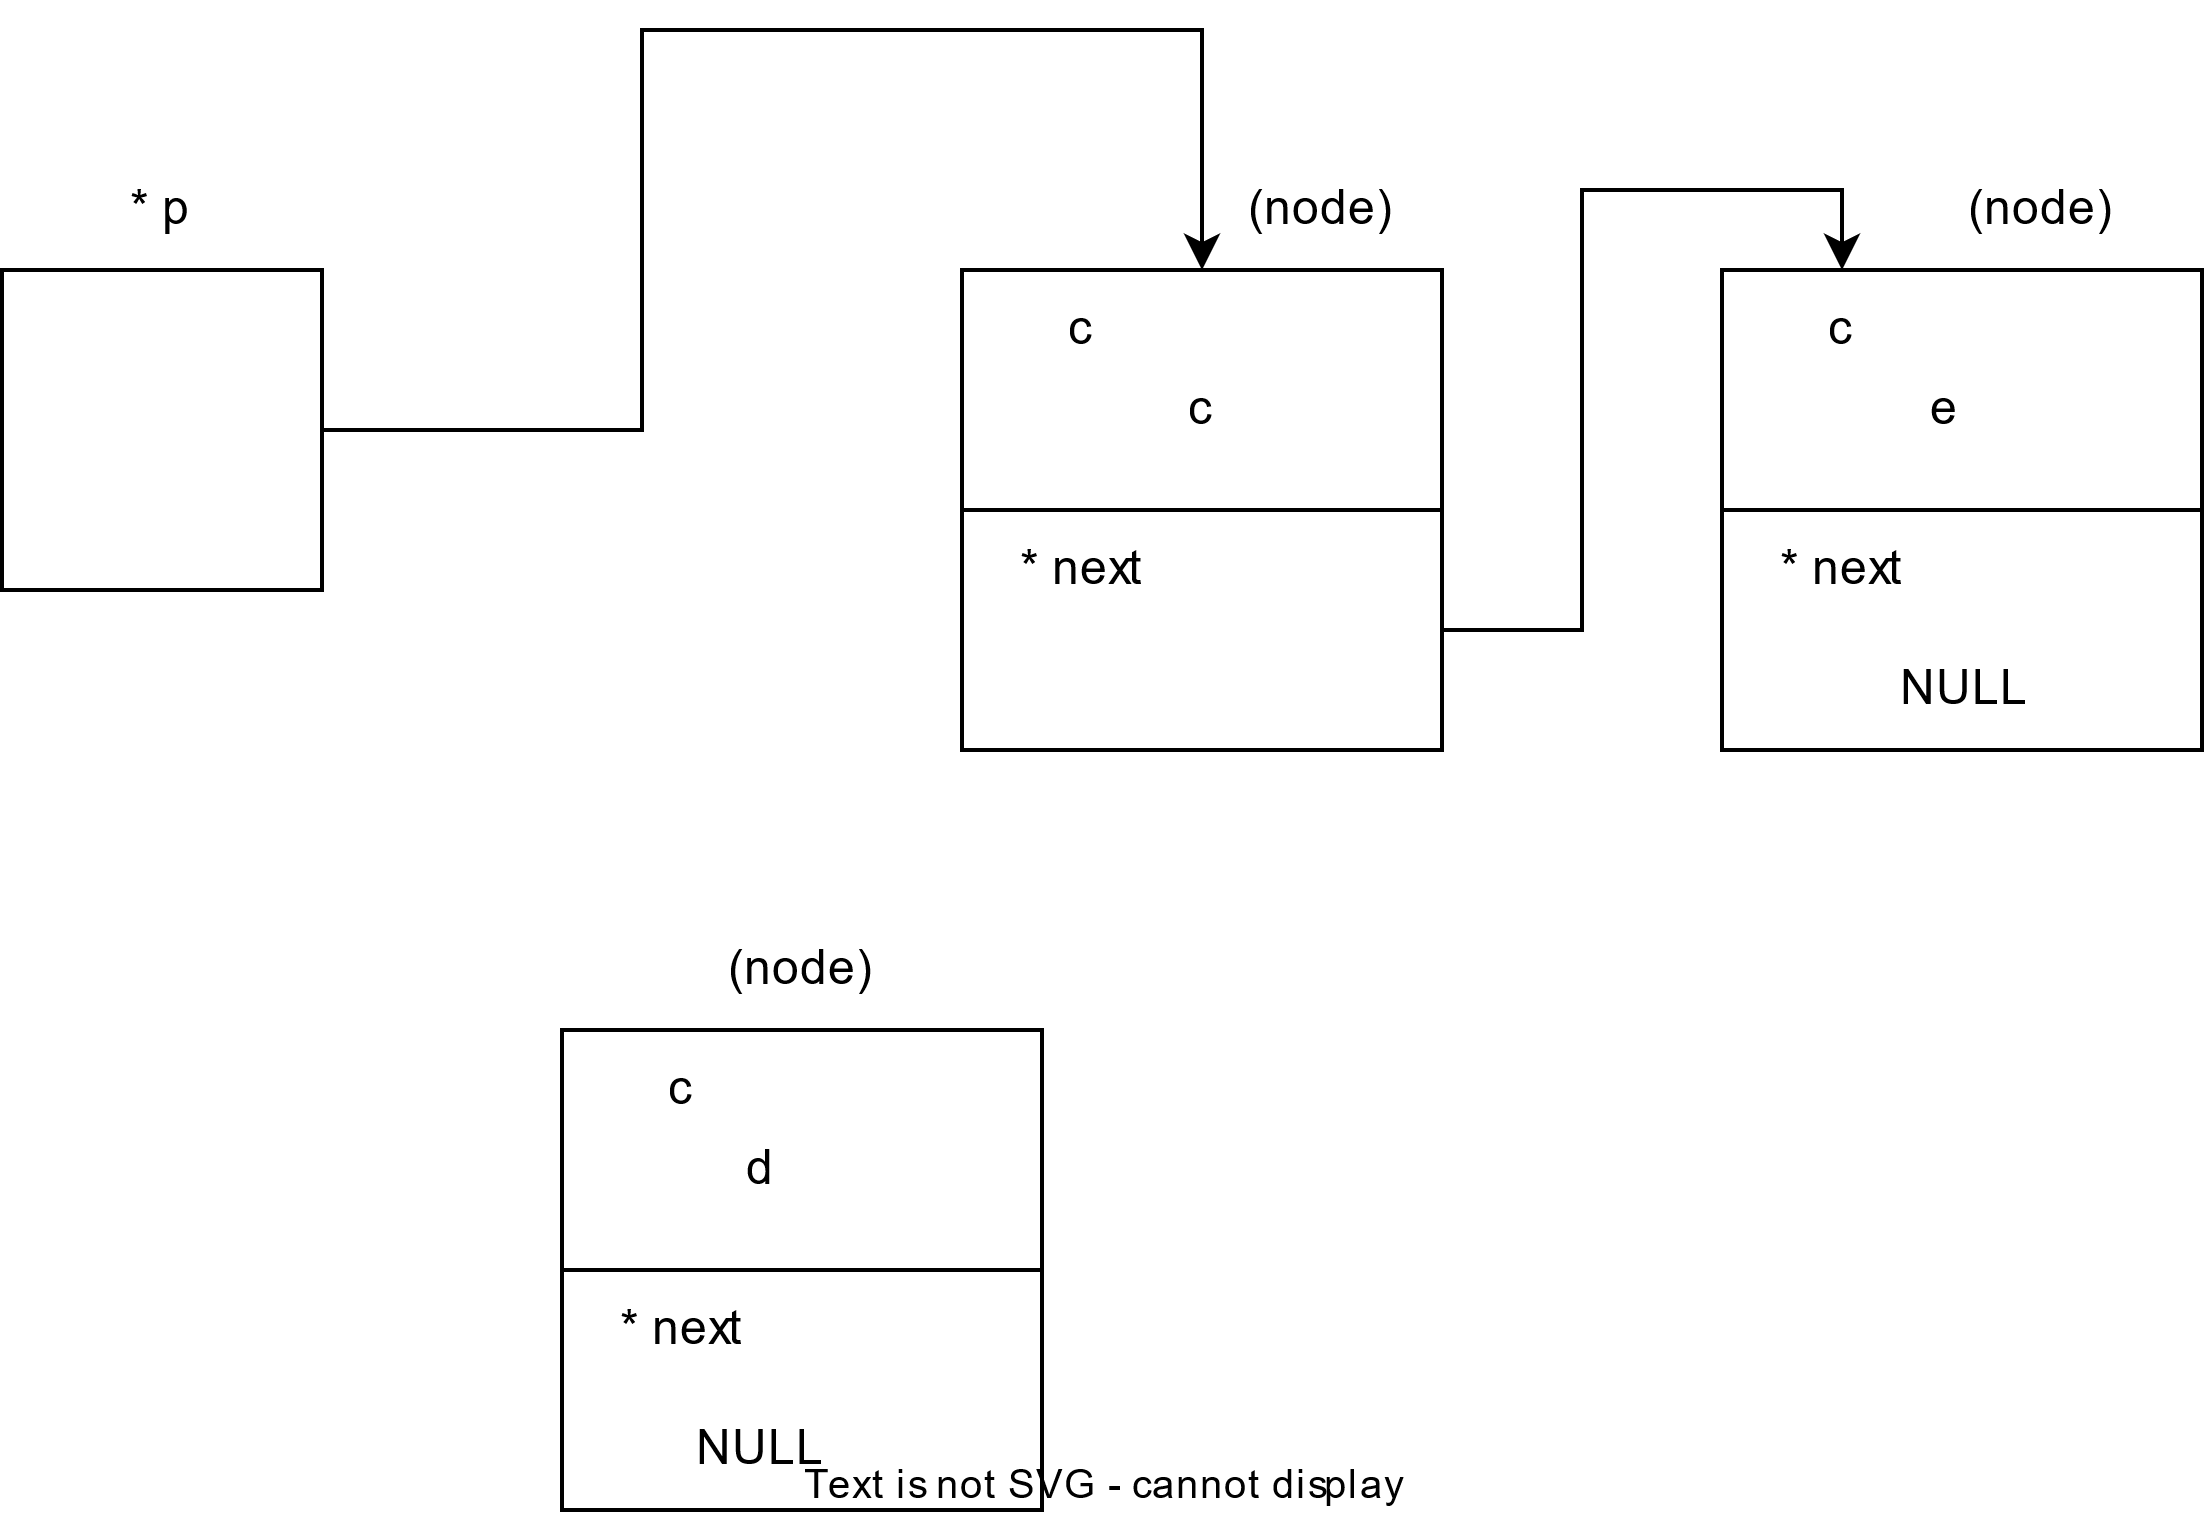 * p
(node)
(node)
c
c
c
e
* next
* next
NULL
(node)
c
d
* next
NULL
Text is not SVG - cannot display